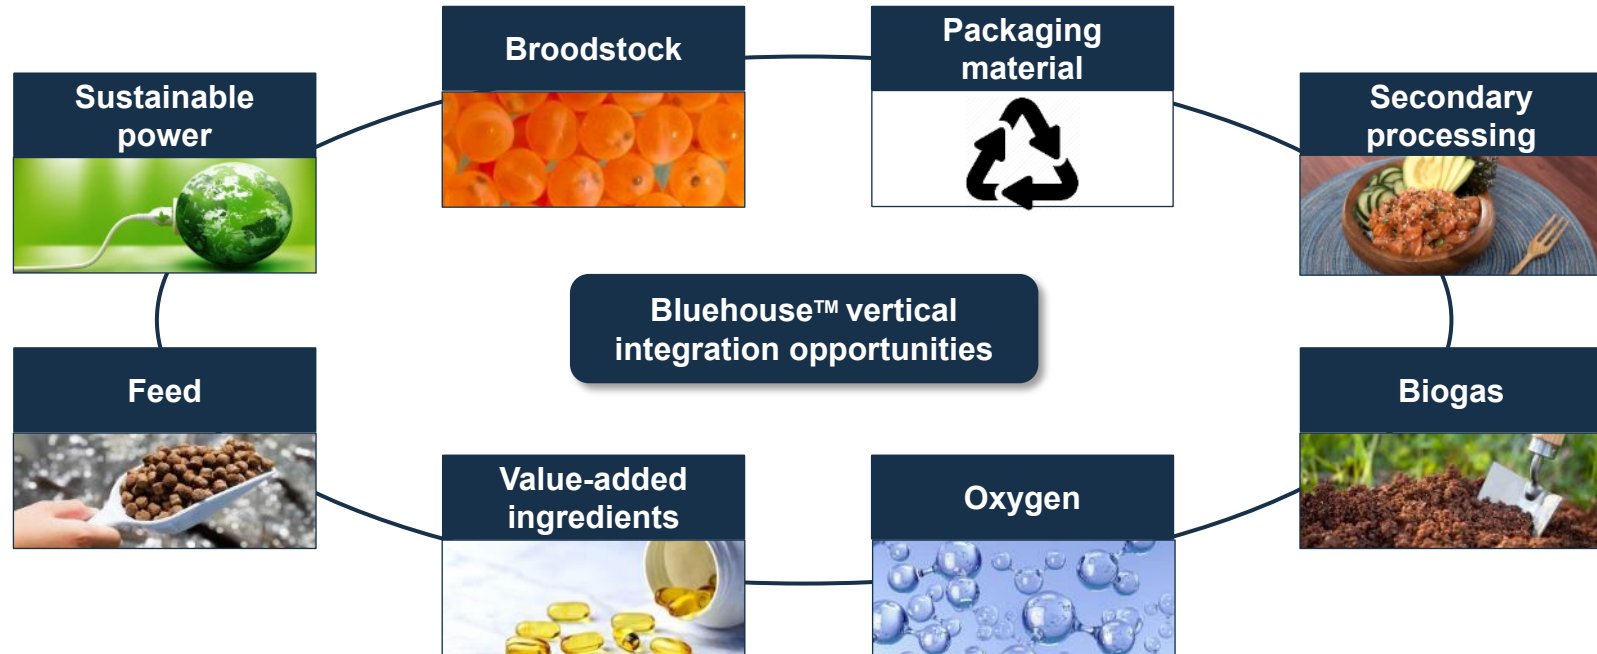 Broodstock
Packaging
material
Sustainable
power
Secondary
processing
Bluehouse™ vertical
integration opportunities
Feed
Biogas
Value-added
ingredients
Oxygen